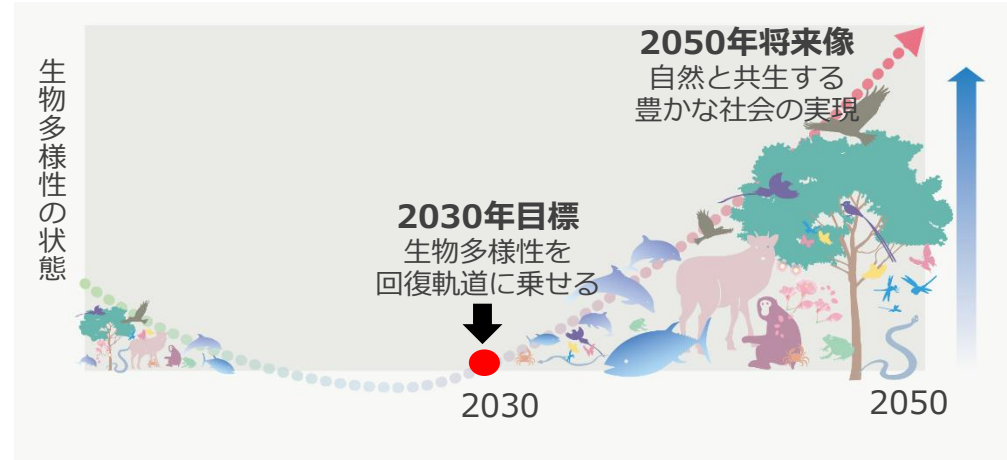 生物多様性の状態
2050年将来像
自然と共生する
豊かな社会の実現
2030年目標
生物多様性を
回復軌道に乗せる
2030
2050